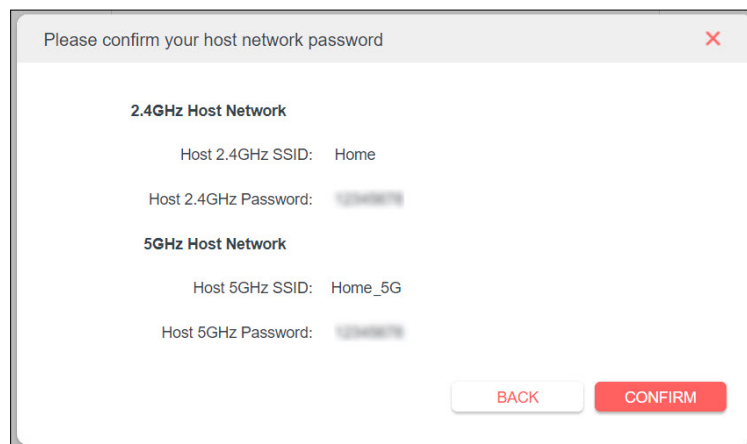 Please confirm your host network password
2.4GHz Host Network
Host 2.4GHz SSID: Home
Host 2.4GHz Password:
5GHz Host Network
Host 5GHz SSID: Home_5G
Host 5GHz Password:
BACK CONFIRM